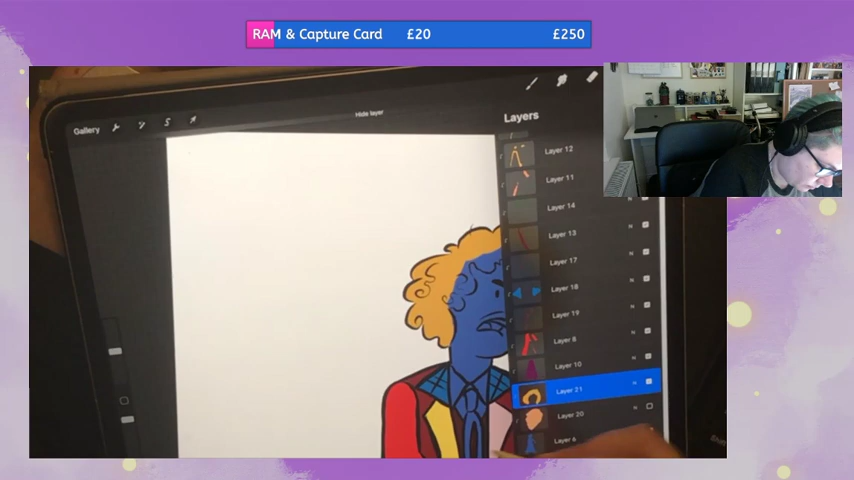 RAM & Capture Card £20 £250
Hide layer
Gallery
S
Layers
Layer 12
Layer 11
Layer 14
Layer 13
N
Layer 17
N
Layer 18
N
Layer 19
N
Layer 8
N
Layer 10
N
Layer 21
N
Layer 20
N
Layer 6